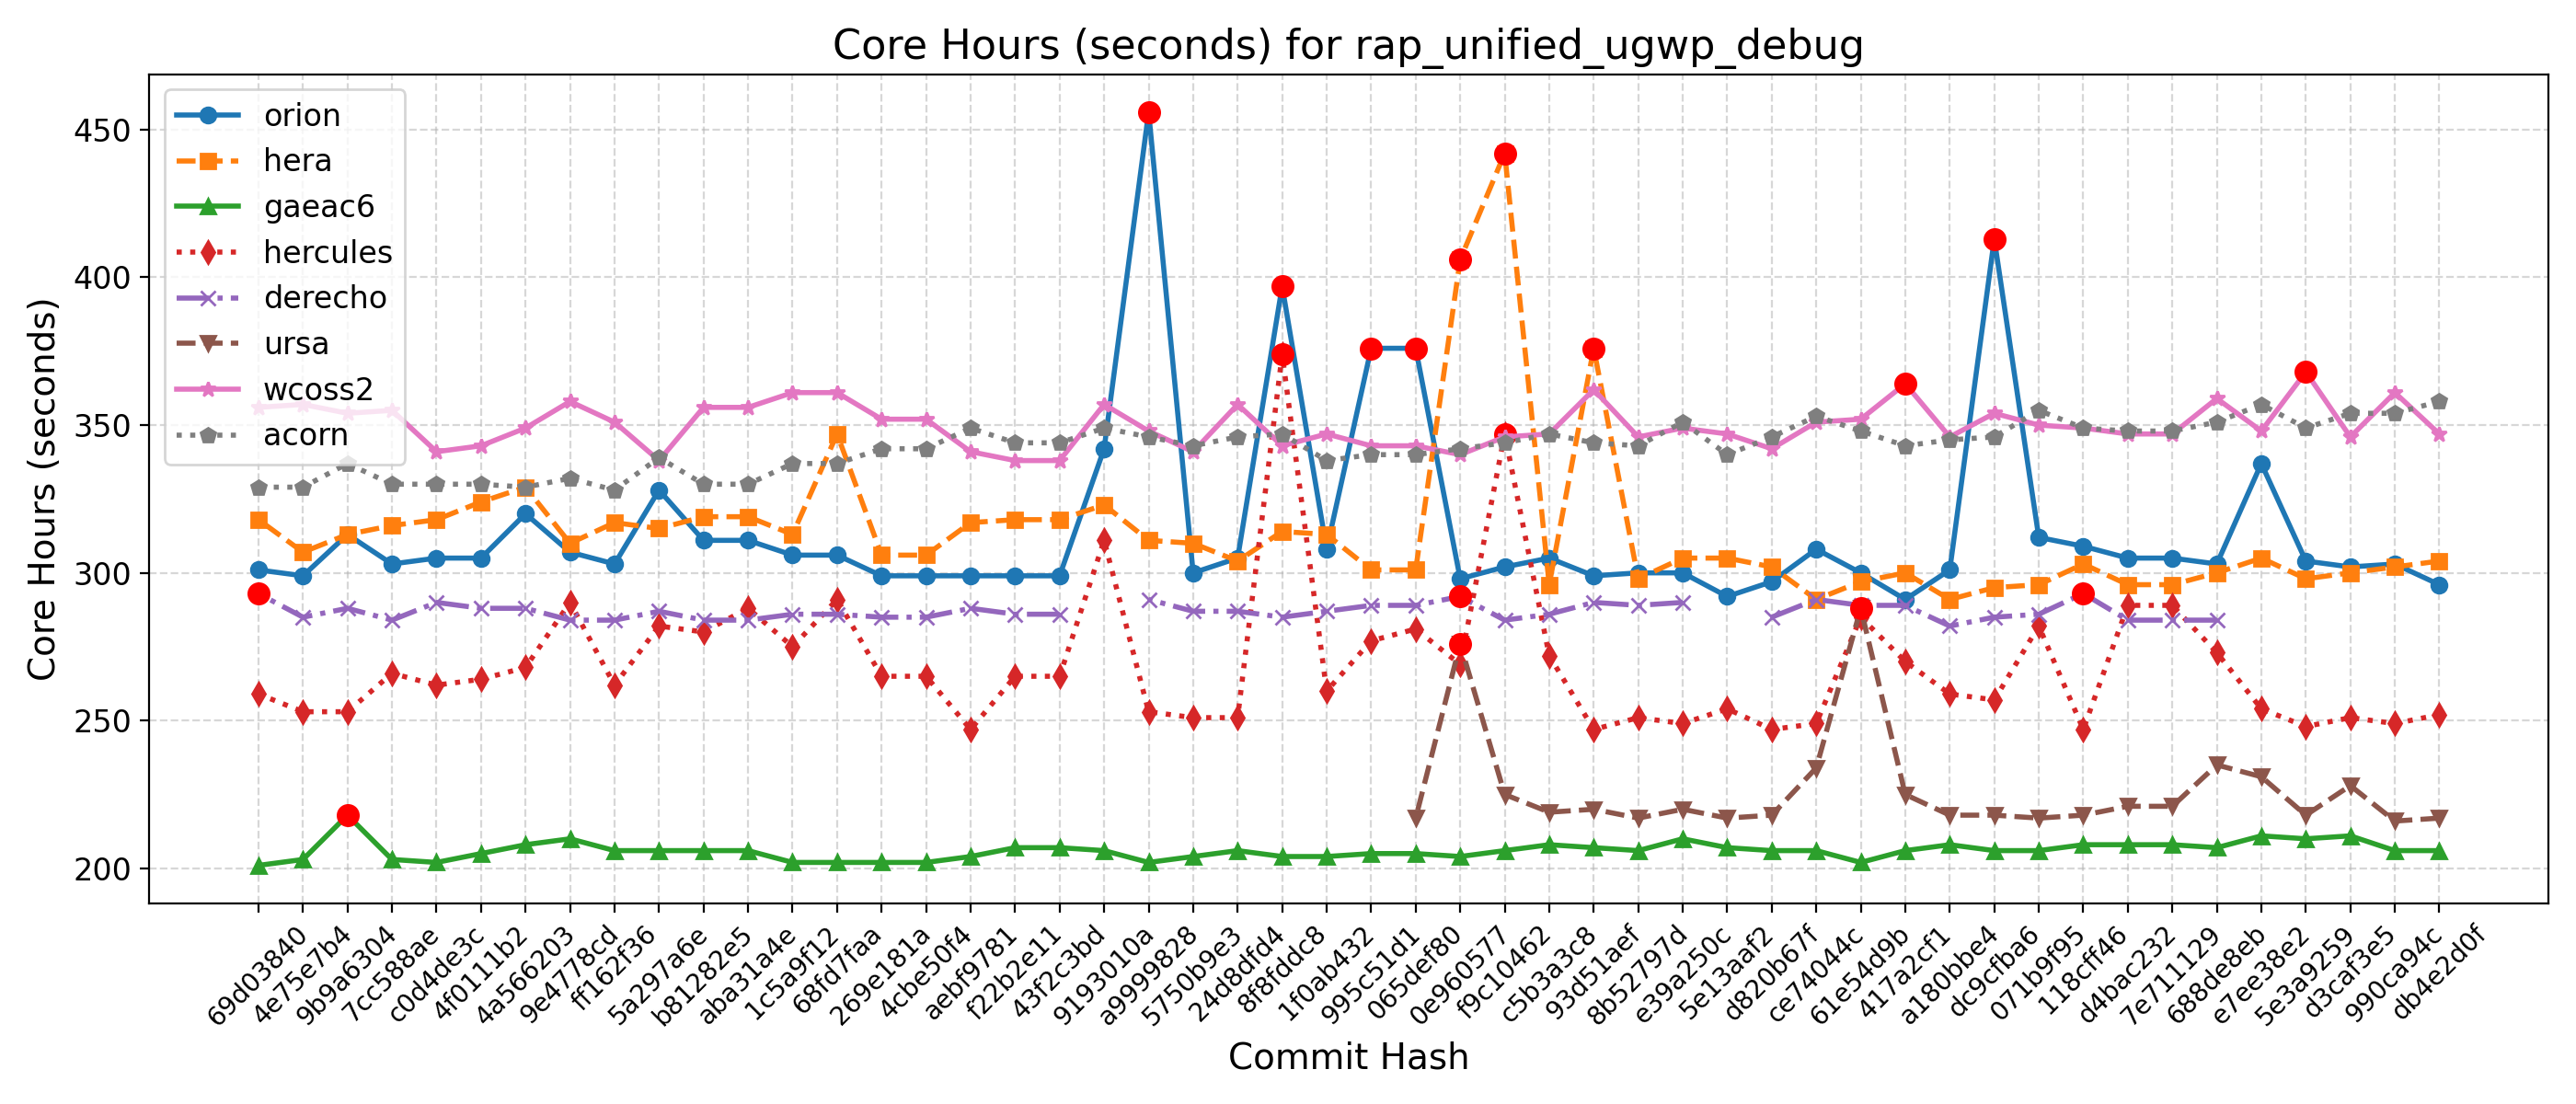 Core Hours (seconds) for rap_unified_ugwp_debug
Core Hours (seconds)
450
400
350
300
250
200
orion
hera
gaeac6
hercules
derecho
ursa
wcoss2
acorn
69d03840
4e75e7b4
9b9a6304
7cc588ae
c0d4de3c
4f0111b2
4a566203
9e4778cd
ff162f36
5a297a6e
b81282e5
aba31a4e
1c5a9f12
68fd7faa
269e181a
4cbe50f4
aebf9781
f22b2e11
43f2c3bd
9193010a
a9999828
5750b9e3
24d8dfd4
8f8fddc8
1f0ab432
995c51d1
065def80
0e960577
f9c10462
c5b3a3c8
93d51aef
8b52797d
e39a250c
5e13aaf2
d820b67f
ce74044c
61e54d9b
417a2cf1
a180bbe4
dc9cfba6
071b9f95
118cff46
d4bac232
7e711129
688de8eb
e7ee38e2
5e3a9259
d3caf3e5
990ca94c
db4e2d0f
Commit Hash